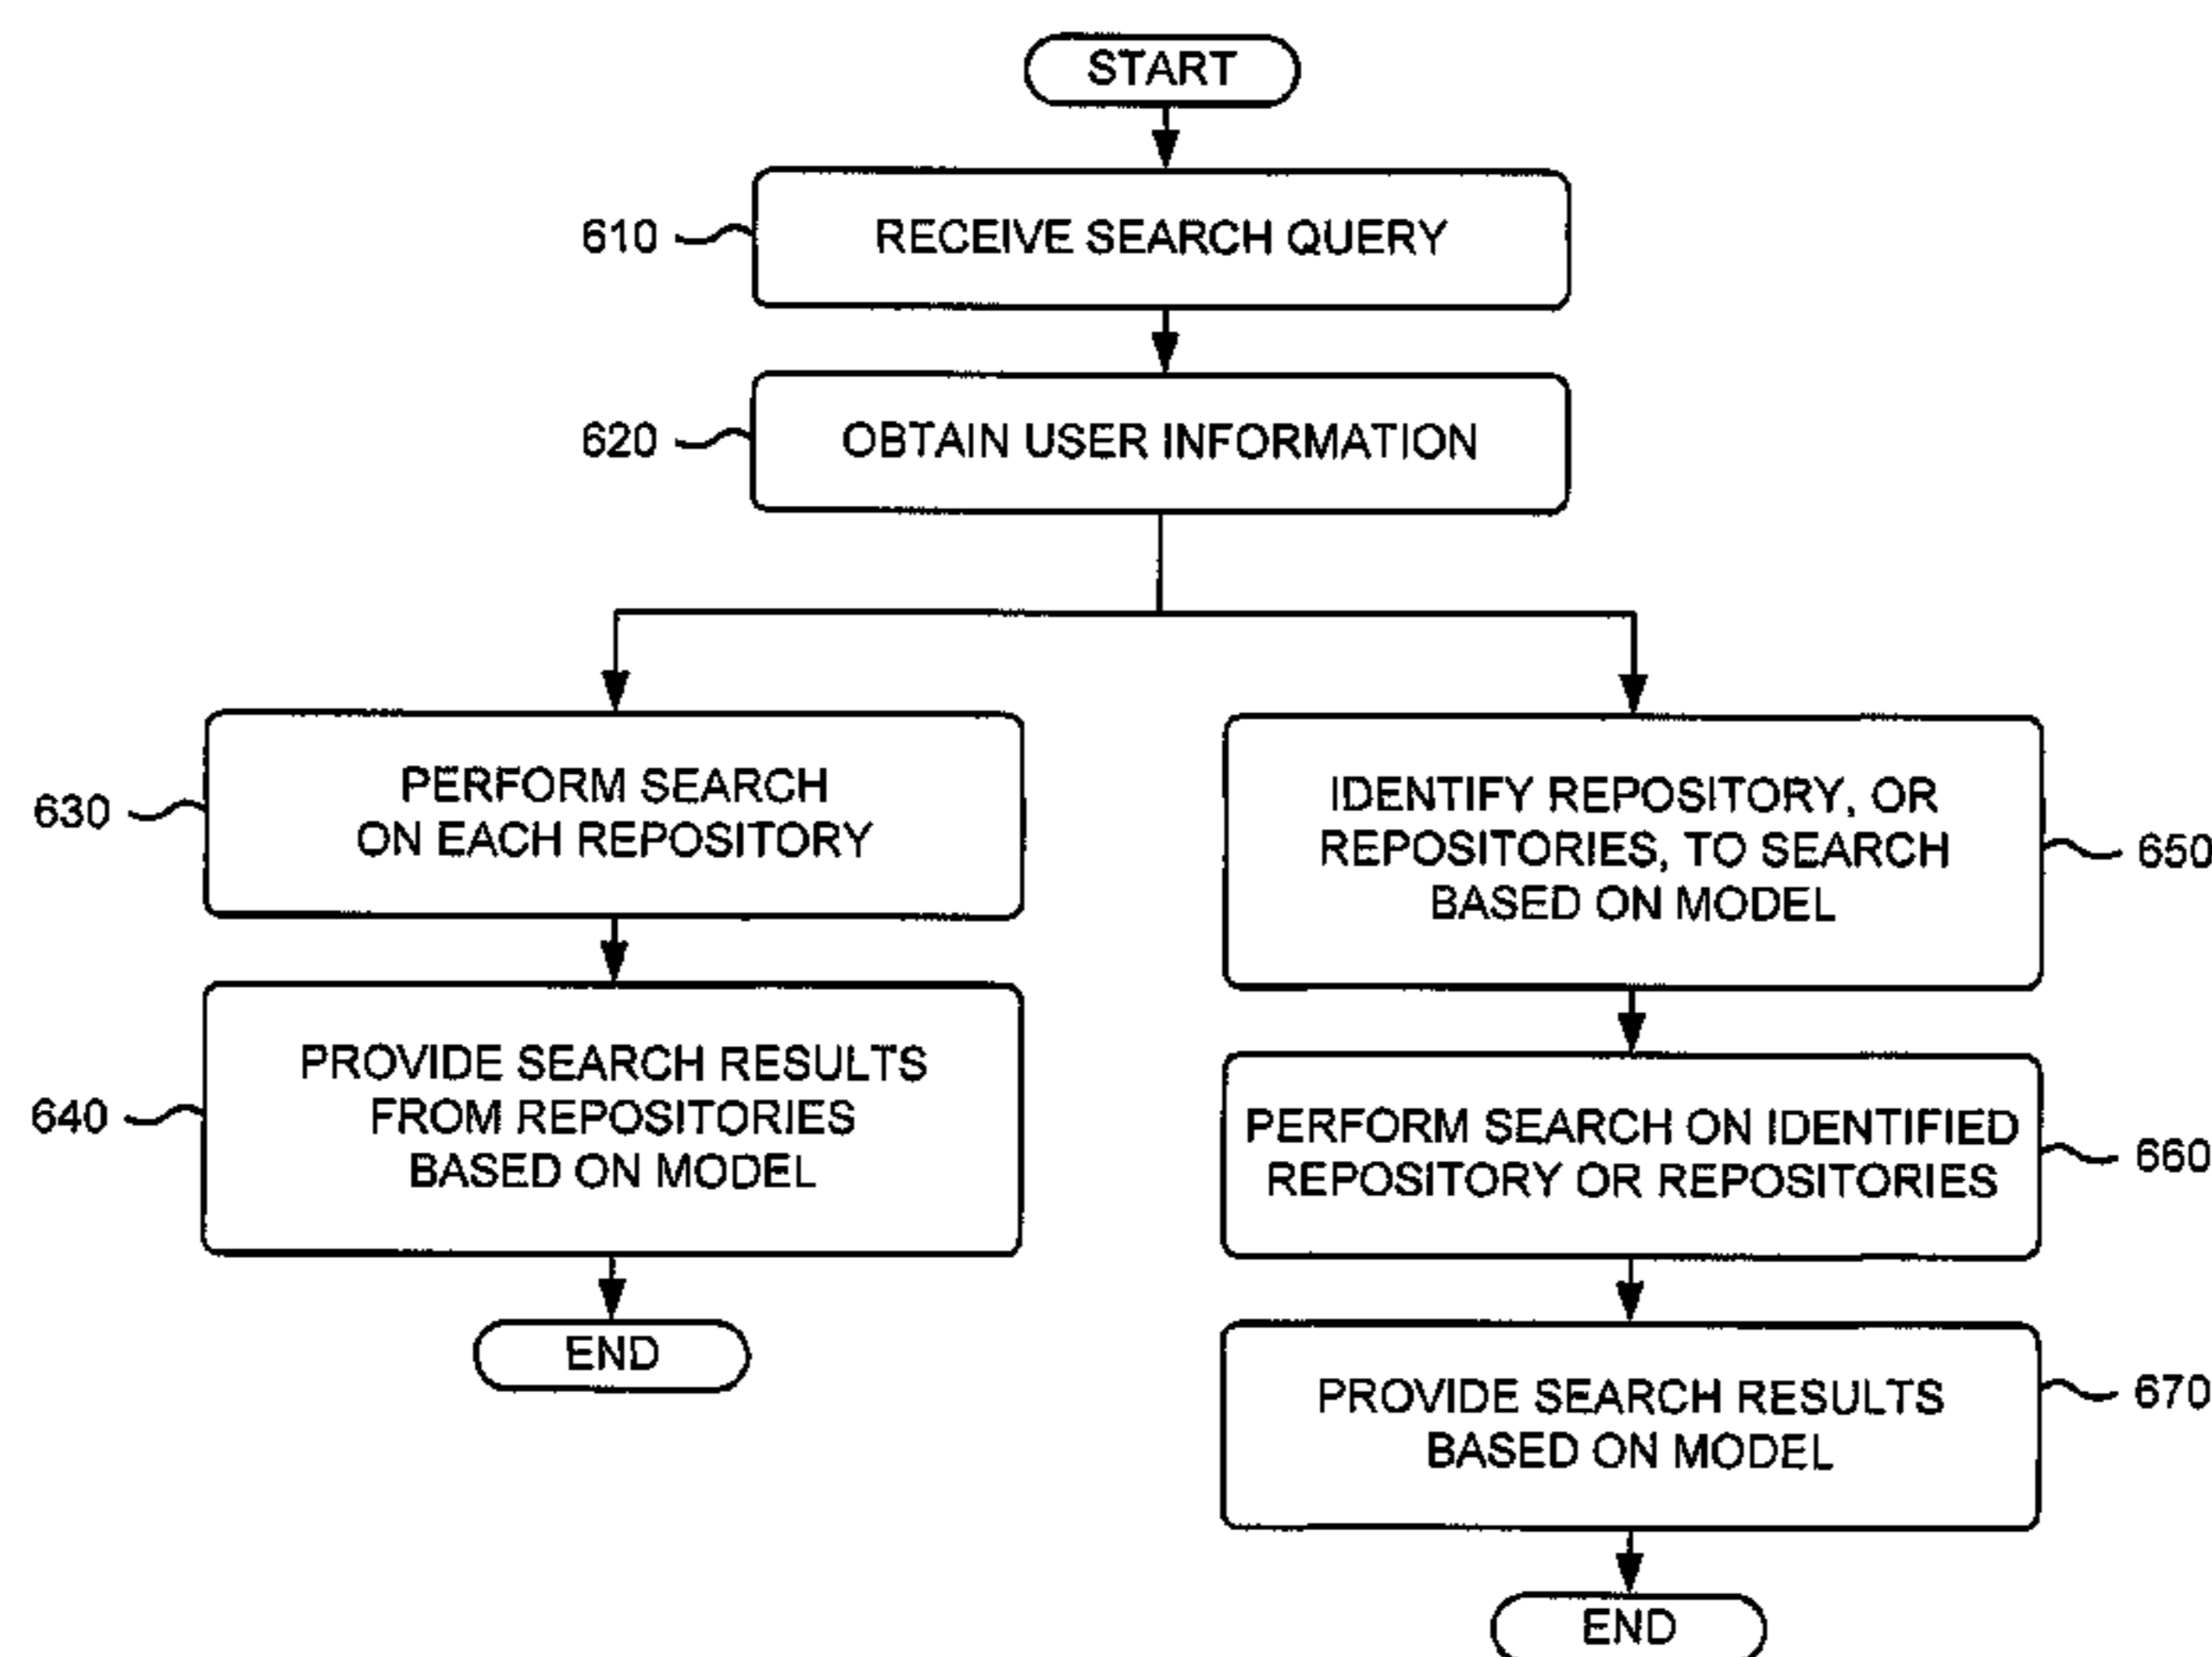 START
610
RECEIVE SEARCH QUERY
620
OBTAIN USER INFORMATION
630
PERFORM SEARCH
ON EACH REPOSITORY
640
PROVIDE SEARCH RESULTS
FROM REPOSITORIES
BASED ON MODEL
END
IDENTIFY REPOSITORY, OR
REPOSITORIES, TO SEARCH
BASED ON MODEL
650
PERFORM SEARCH ON IDENTIFIED
REPOSITORY OR REPOSITORIES
660
PROVIDE SEARCH RESULTS
BASED ON MODEL
670
END